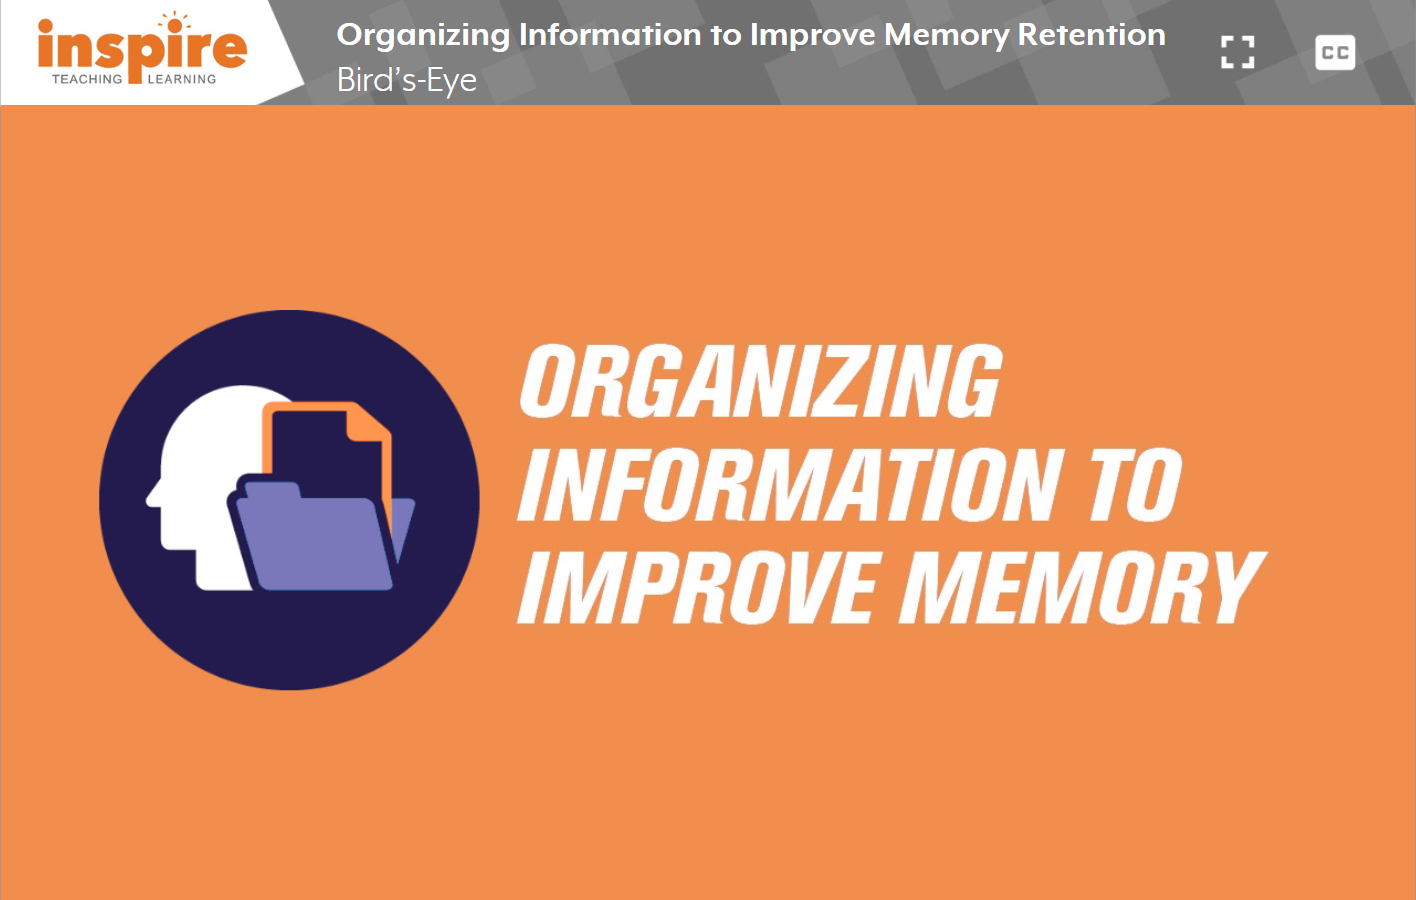 inspire
TEACHING LEARNING
Organizing Information to Improve Memory Retention
Bird’s-Eye
CC
ORGANIZING
INFORMATION TO
IMPROVE MEMORY